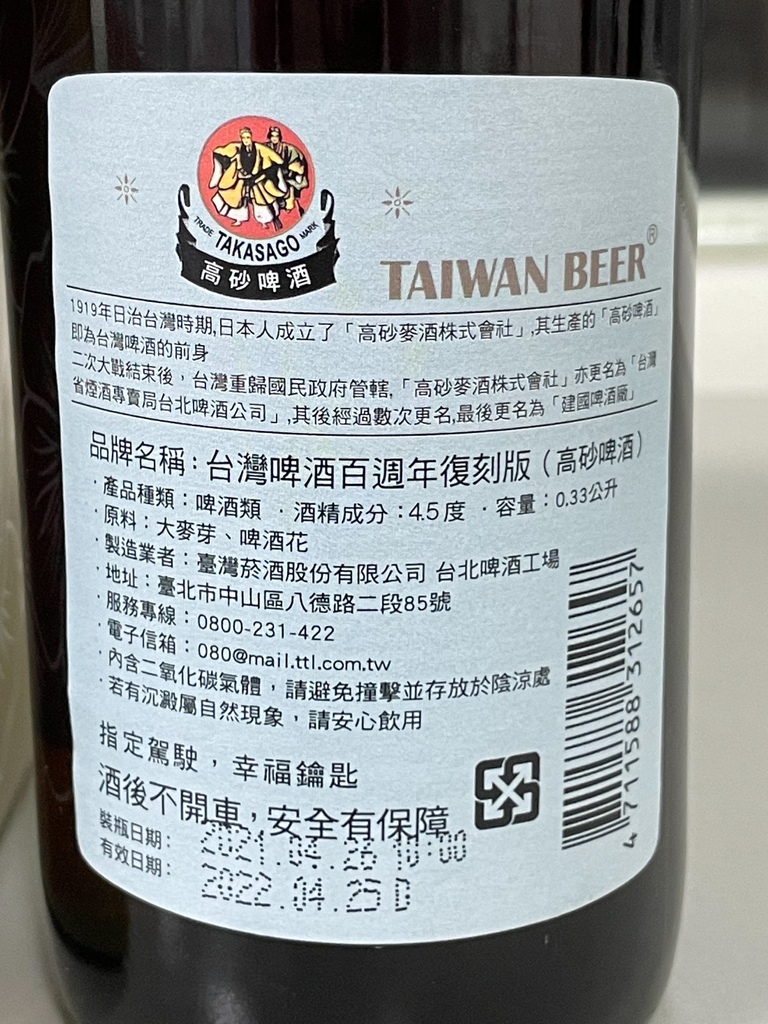 TRADE TAKASAGO MARK
高砂啤酒
TAIWAN BEER®
1919年日治台灣時期,日本人成立了「高砂麥酒株式會社」,其生產的「高砂啤酒」
即為台灣啤酒的前身
二次大戰結束後，台灣重歸國民政府管轄,「高砂麥酒株式會社」亦更名為「台灣
省煙酒專賣局台北啤酒公司」,其後經過數次更名,最後更名為「建國啤酒廠」
品牌名稱：台灣啤酒百週年復刻版（高砂啤酒）
·產品種類：啤酒類 ·酒精成分：4.5度 ·容量：0.33公升
·原料：大麥芽、啤酒花
·製造業者：臺灣菸酒股份有限公司 台北啤酒工場
·地址：臺北市中山區八德路二段85號
·服務專線：0800-231-422
·電子信箱：080@mail.ttl.com.tw
·內含二氧化碳氣體，請避免撞擊並存放於陰涼處
·若有沉澱屬自然現象，請安心飲用
指定駕駛，幸福鑰匙
酒後不開車，安全有保障
裝瓶日期： 2021.04.26 10:00
有效日期： 2022.04.25 D
4 711588 312657